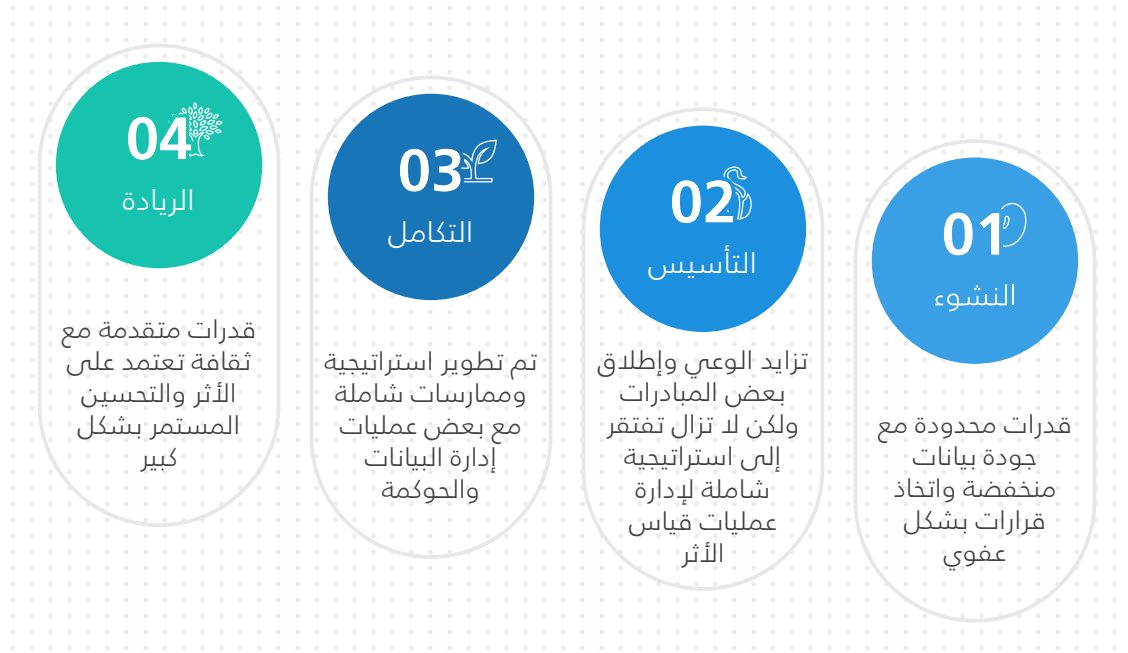 01
النشوء
قدرات محدودة مع
جودة بيانات
منخفضة واتخاذ
قرارات بشكل
عفوي
02
التأسيس
تزايد الوعي وإطلاق
بعض المبادرات
ولكن لا تزال تفتقر
إلى استراتيجية
شاملة لإدارة
عمليات قياس
الأثر
03
التكامل
تم تطوير استراتيجية
وممارسات شاملة
مع بعض عمليات
إدارة البيانات
والحوكمة
04
الريادة
قدرات متقدمة مع
ثقافة تعتمد على
الأثر والتحسين
المستمر بشكل
كبير